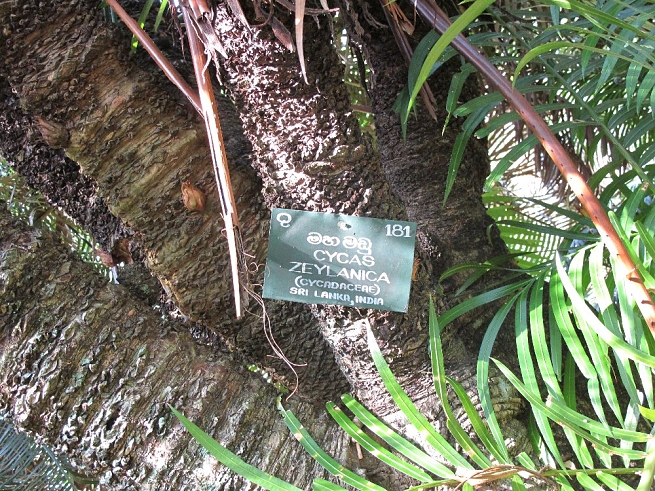 ද 181
මහ මඩු
CYCAS
ZEYLANICA
(CYCADACEAE)
SRI LANKA, INDIA